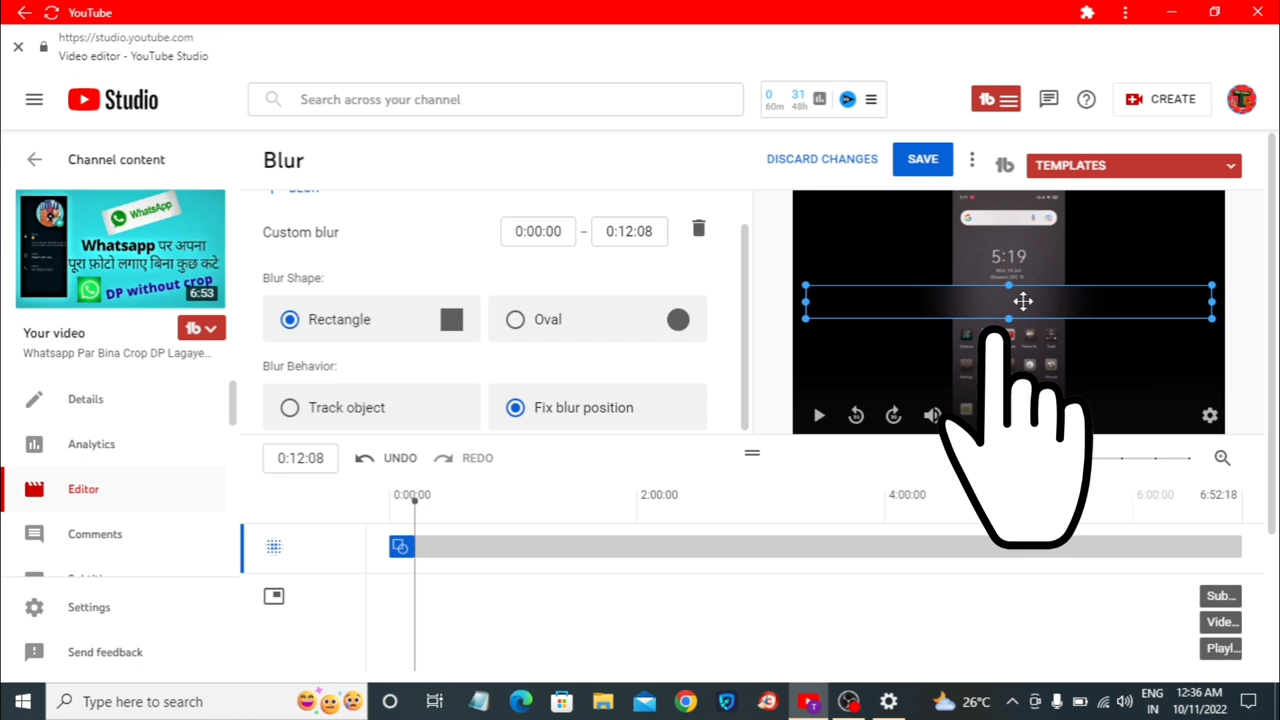 YouTube
https://studio.youtube.com
Video editor - YouTube Studio
Studio
Search across your channel
0 31
60m 48h
CREATE
Channel content
Blur
DISCARD CHANGES
SAVE
TEMPLATES
WhatsApp
Whatsapp पर अपना
पूरा फ़ोटो लगाए बिना कुछ कटे
DP without crop
6:53
Your video
Whatsapp Par Bina Crop DP Lagaye...
Details
Analytics
Editor
Comments
Settings
Send feedback
Custom blur
0:00:00 – 0:12:08
Blur Shape:
Rectangle
Oval
Blur Behavior:
Track object
Fix blur position
5:19
0:12:08
UNDO
REDO
0:00:00
2:00:00
4:00:00
6:00:00
6:52:18
Sub...
Vide...
Playl...
Type here to search
26°C
ENG
IN
12:36 AM
10/11/2022